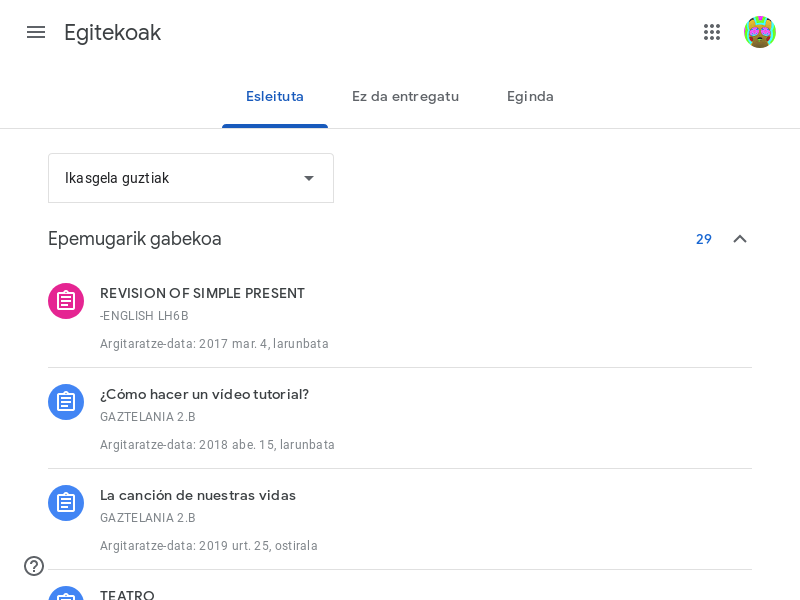 Egitekoak
Esleituta
Ez da entregatu
Eginda
Ikasgela guztiak
Epemugarik gabekoa
29
REVISION OF SIMPLE PRESENT
-ENGLISH LH6B
Argitaratze-data: 2017 mar. 4, larunbata
¿Cómo hacer un vídeo tutorial?
GAZTELANIA 2.B
Argitaratze-data: 2018 abe. 15, larunbata
La canción de nuestras vidas
GAZTELANIA 2.B
Argitaratze-data: 2019 urt. 25, ostirala
TEATRO